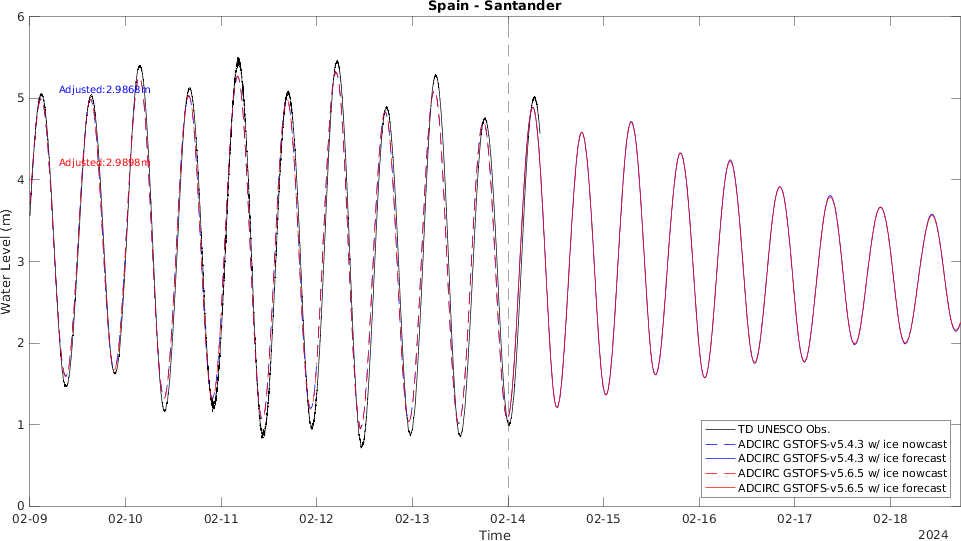 Spain - Santander
6
5
4
3
2
1
0
Water Level (m)
Adjusted:2.9868m
Adjusted:2.9898m
TD UNESCO Obs.
ADCIRC GSTOFS-v5.4.3 w/ ice nowcast
ADCIRC GSTOFS-v5.4.3 w/ ice forecast
ADCIRC GSTOFS-v5.6.5 w/ ice nowcast
ADCIRC GSTOFS-v5.6.5 w/ ice forecast
02-09 02-10 02-11 02-12 02-13 02-14 02-15 02-16 02-17 02-18
Time
2024